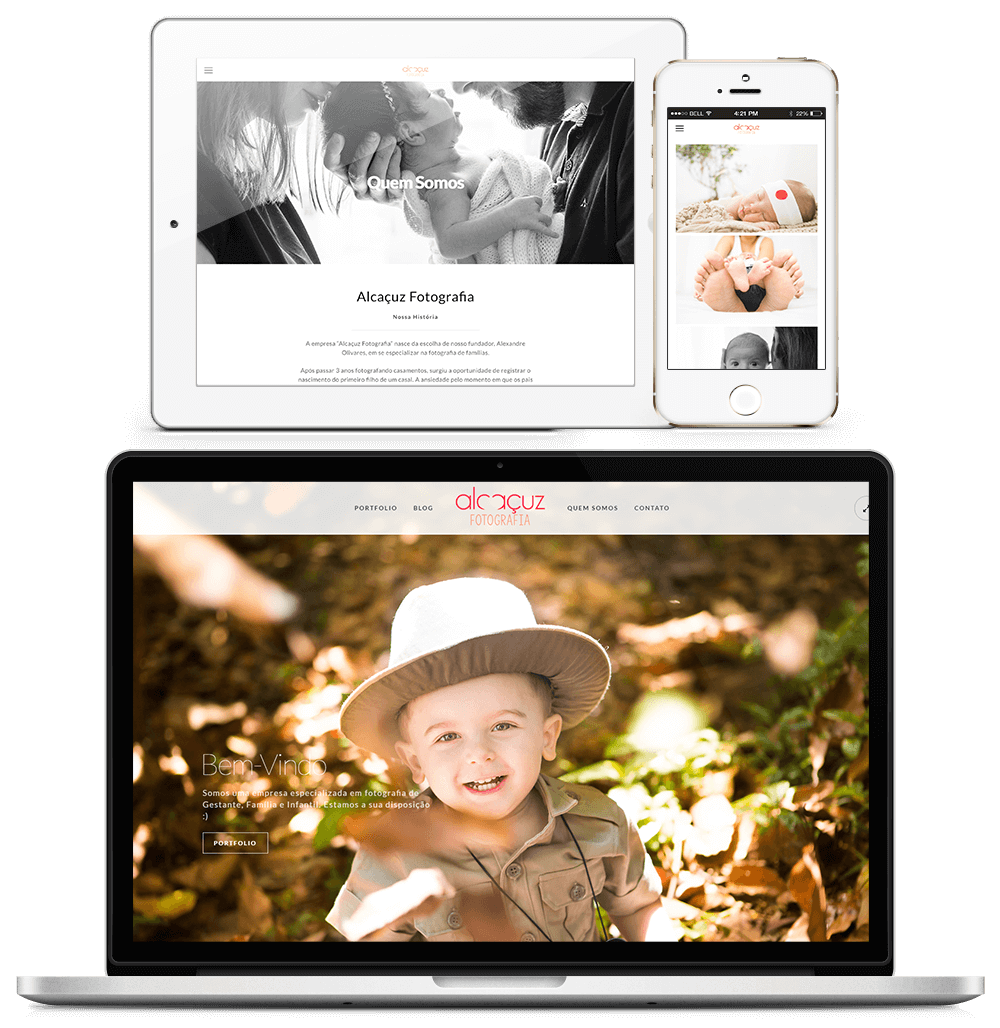 alcaçuz
Quem Somos
Alcaçuz Fotografia
Nossa História
A empresa "Alcaçuz Fotografia" nasce da escolha de nosso fundador, Alexandre
Olivares, em se especializar na fotografia de famílias.
Após passar 3 anos fotografando casamentos, surgiu a oportunidade de registrar o
nascimento do primeiro filho de um casal. A ansiedade pelo momento em que os pais
BELL 4:21 PM 22%
alcaçuz
PORTFOLIO BLOG alcaçuz QUEM SOMOS CONTATO
FOTOGRAFIA
Bem-Vindo
Somos uma empresa especializada em fotografia de
Gestante, Família e Infantil. Estamos a sua disposição
:)
PORTFOLIO